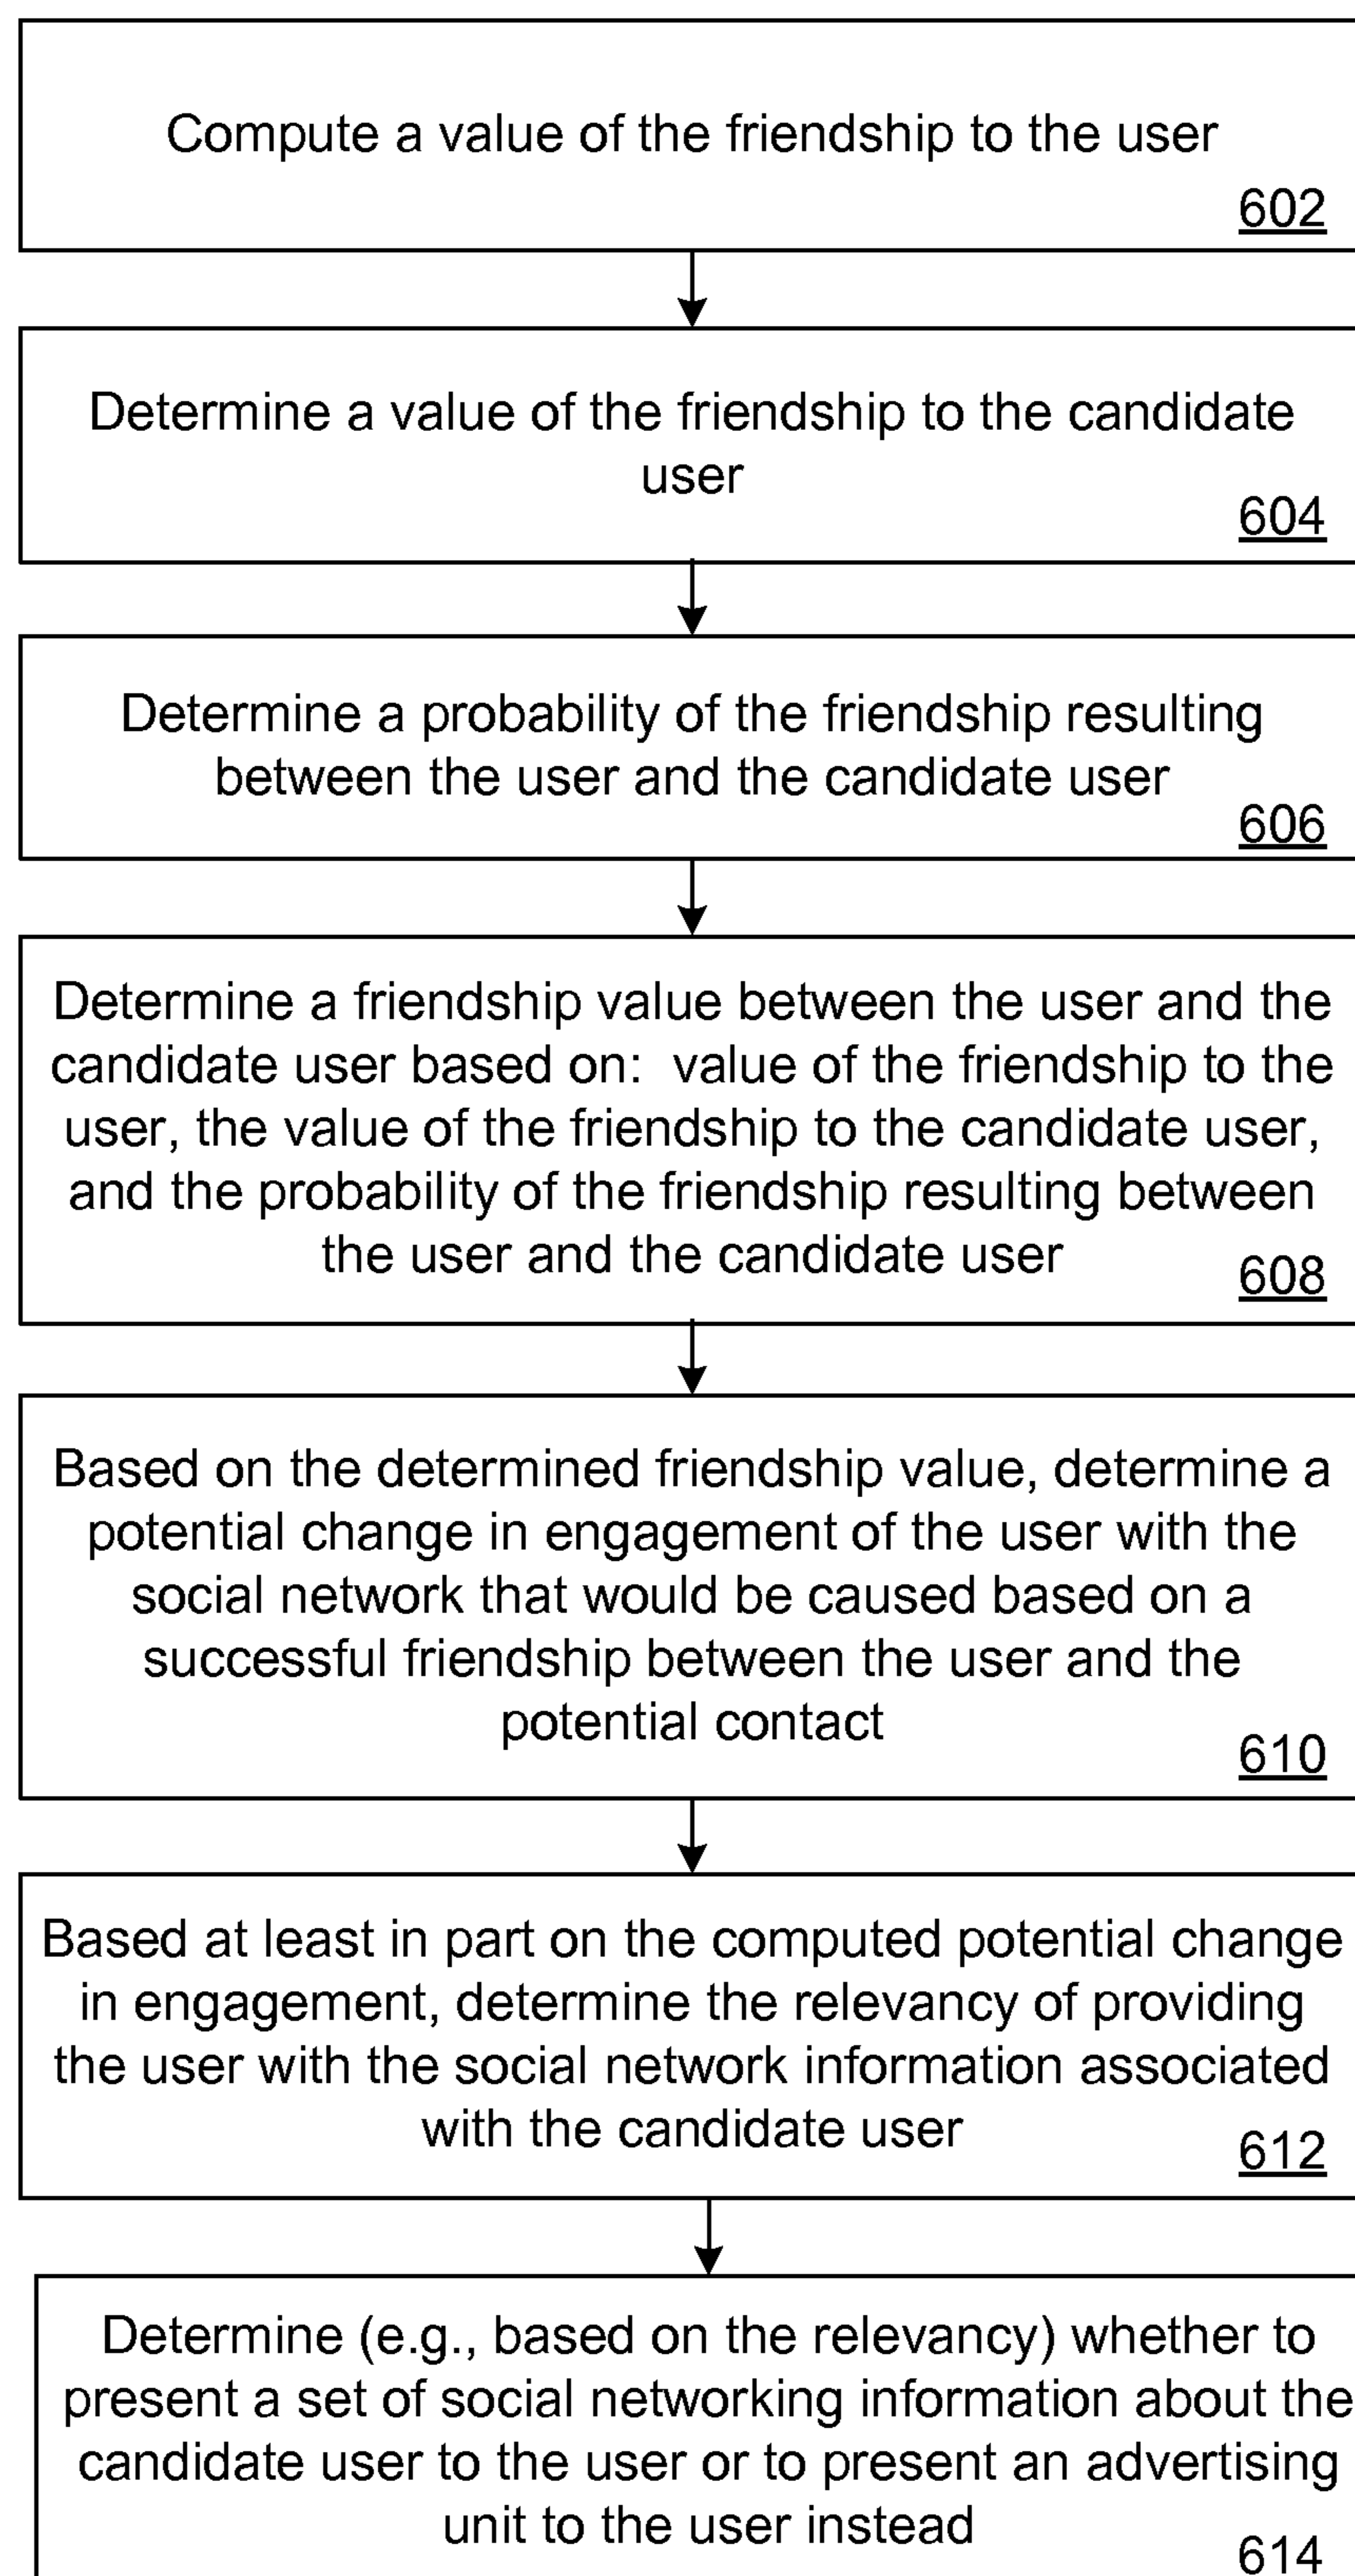 Compute a value of the friendship to the user
602
Determine a value of the friendship to the candidate
user
604
Determine a probability of the friendship resulting
between the user and the candidate user
606
Determine a friendship value between the user and the
candidate user based on:  value of the friendship to the
user, the value of the friendship to the candidate user,
and the probability of the friendship resulting between
the user and the candidate user
608
Based on the determined friendship value, determine a
potential change in engagement of the user with the
social network that would be caused based on a
successful friendship between the user and the
potential contact
610
Based at least in part on the computed potential change
in engagement, determine the relevancy of providing
the user with the social network information associated
with the candidate user
612
Determine (e.g., based on the relevancy) whether to
present a set of social networking information about the
candidate user to the user or to present an advertising
unit to the user instead
614